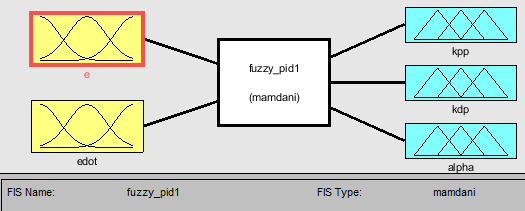 e
edot
fuzzy_pid1
(mamdani)
kpp
kdp
alpha
FIS Name: fuzzy_pid1 FIS Type: mamdani